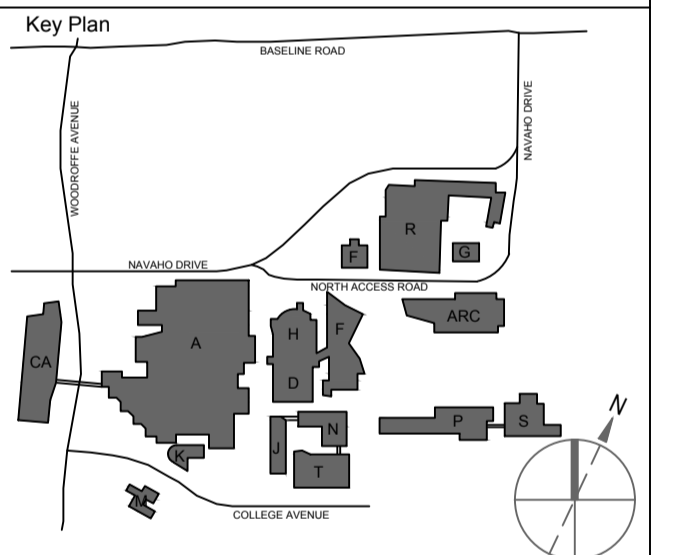 Key Plan
BASELINE ROAD
WOODROFFE AVENUE
NAVAHO DRIVE
R
F
G
NAVAHO DRIVE
NORTH ACCESS ROAD
CA
A
H
F
ARC
D
N
P
S
J
K
T
M
COLLEGE AVENUE
N